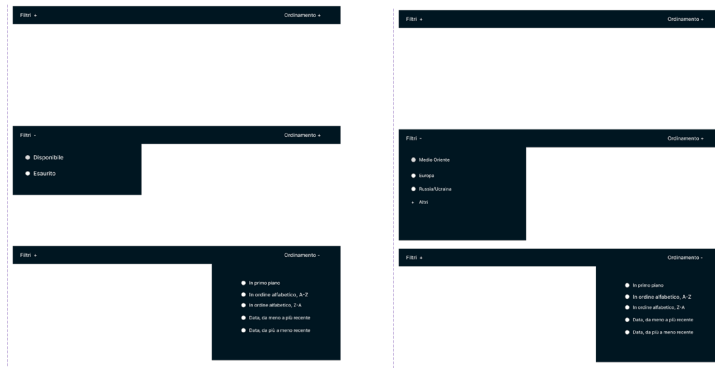 Filtri +
Ordinamento +
Filtri -
Ordinamento +
Disponibile
Esaurito
Filtri +
Ordinamento -
In primo piano
In ordine alfabetico, A-Z
In ordine alfabetico, Z-A
Data, da meno a più recente
Data, da più a meno recente
Filtri +
Ordinamento +
Filtri -
Ordinamento +
Medio Oriente
Europa
Russia/Ucraina
+ Altri
Filtri +
Ordinamento -
In primo piano
In ordine alfabetico, A-Z
In ordine alfabetico, Z-A
Data, da meno a più recente
Data, da più a meno recente